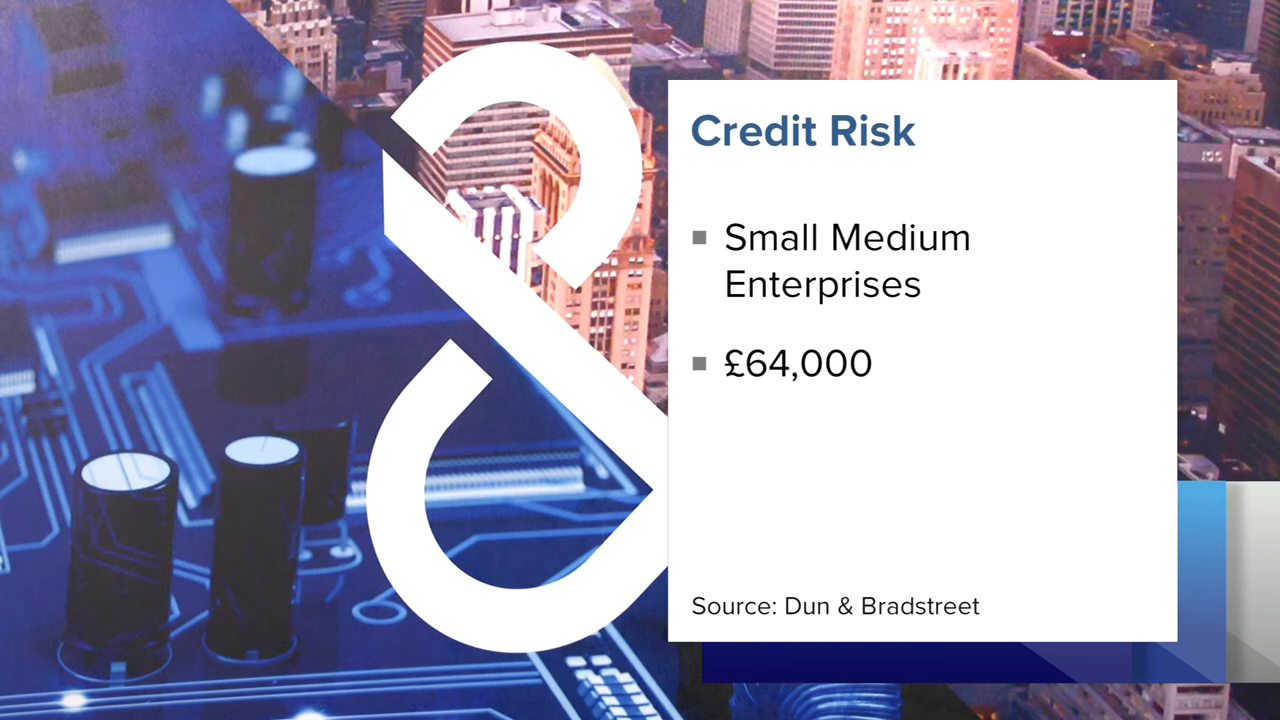 Credit Risk
Small Medium
Enterprises
£64,000
Source: Dun & Bradstreet